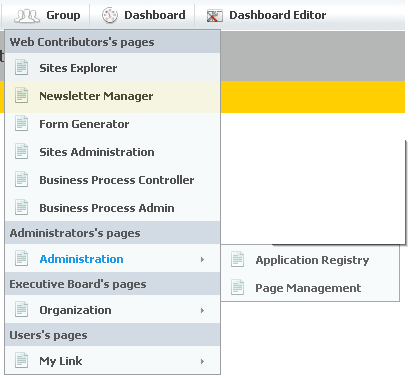 Group Dashboard Dashboard Editor
Web Contributors's pages
Sites Explorer
Newsletter Manager
Form Generator
Sites Administration
Business Process Controller
Business Process Admin
Administrators's pages
Administration
Application Registry
Page Management
Executive Board's pages
Organization
Users's pages
My Link